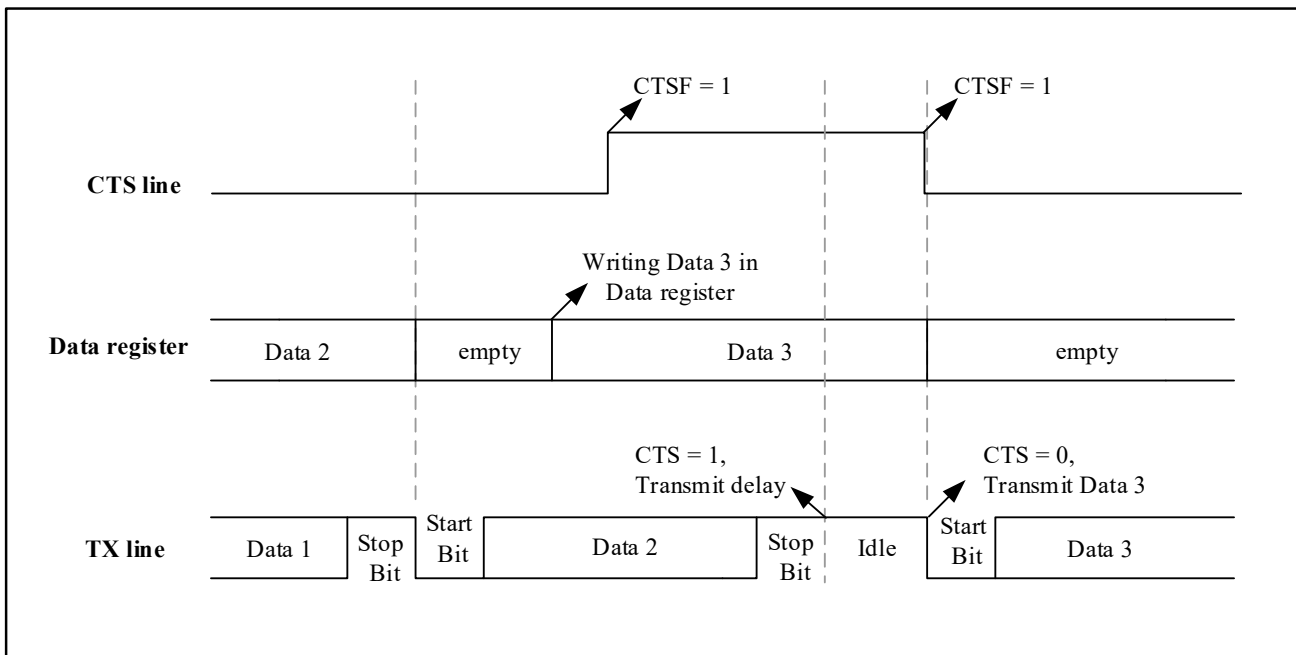 CTSF = 1
CTSF = 1
CTS line
Writing Data 3 in
Data register
Data register
Data 2
empty
Data 3
empty
CTS = 1,
Transmit delay
CTS = 0,
Transmit Data 3
TX line
Data 1
Stop
Bit
Start
Bit
Data 2
Stop
Bit
Idle
Start
Bit
Data 3